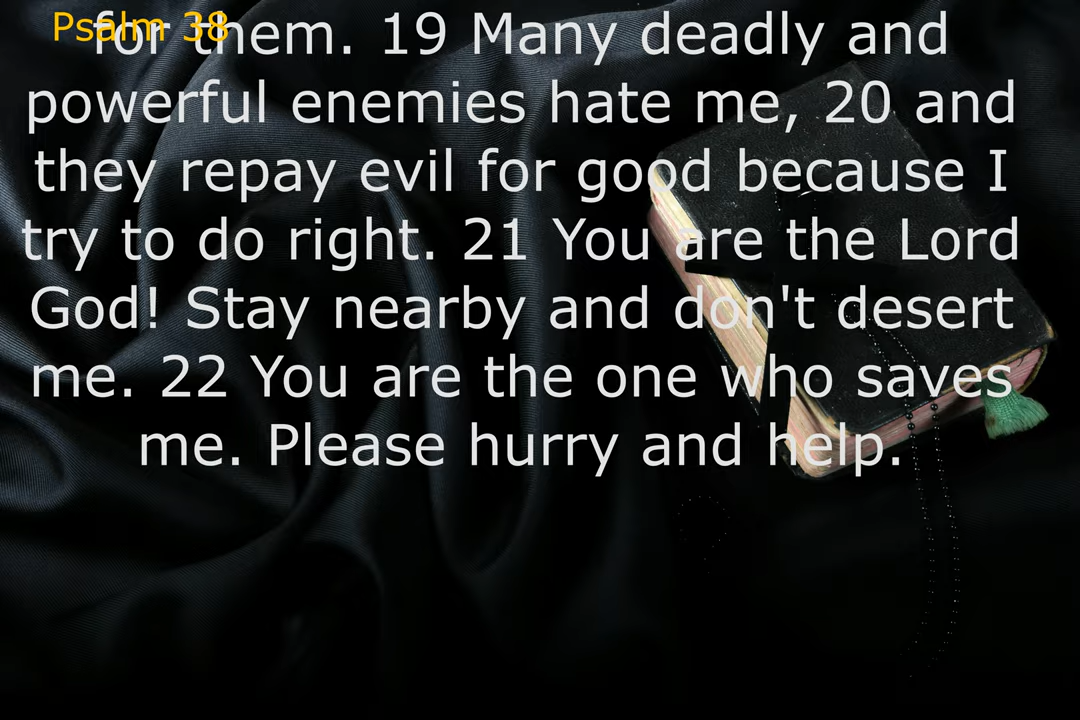 Psalm 38
for them. 19 Many deadly and
powerful enemies hate me, 20 and
they repay evil for good because I
try to do right. 21 You are the Lord
God! Stay nearby and don't desert
me. 22 You are the one who saves
me. Please hurry and help.